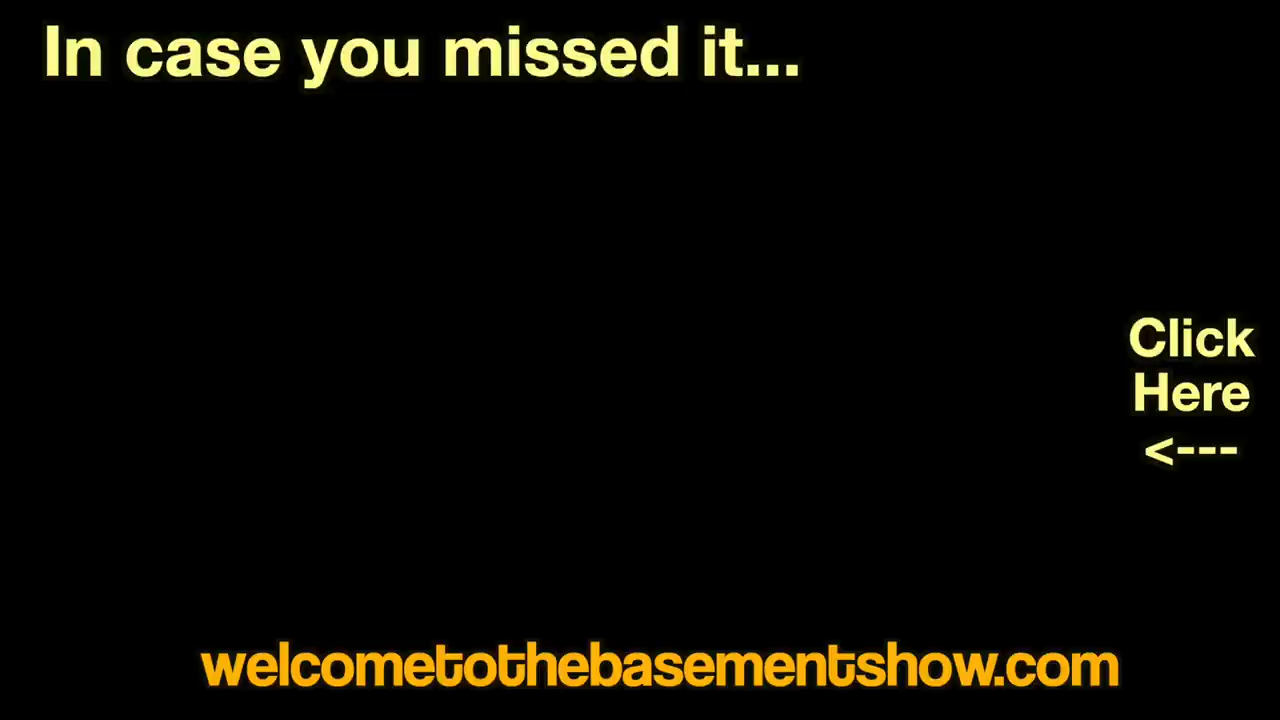 In case you missed it...
Click
Here
<---
welcometothebasementshow.com